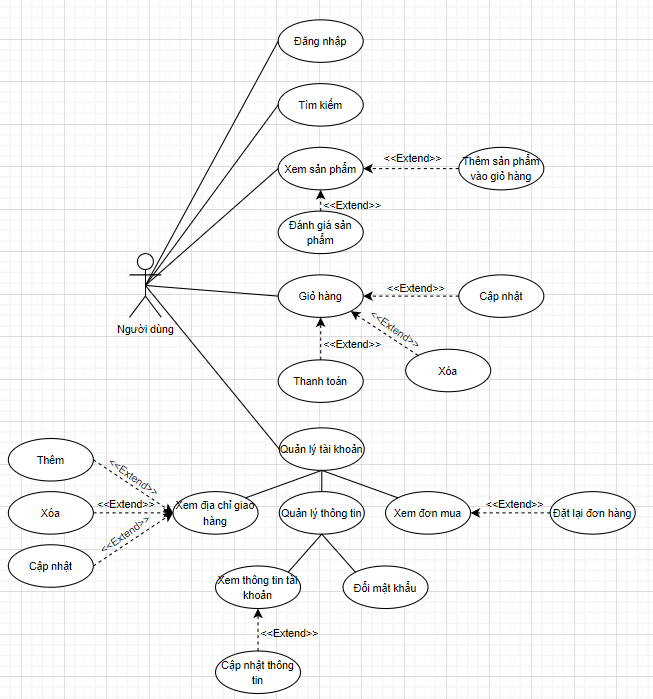 Đăng nhập
Tìm kiếm
Xem sản phẩm
<<Extend>>
Thêm sản phẩm
vào giỏ hàng
<<Extend>>
Đánh giá sản
phẩm
Người dùng
Giỏ hàng
<<Extend>>
Cập nhật
<<Extend>>
<<Extend>>
Thanh toán
Xóa
Quản lý tài khoản
Thêm
<<Extend>>
Xóa
<<Extend>>
Cập nhật
<<Extend>>
Xem địa chỉ giao
hàng
Quản lý thông tin
Xem đơn mua
<<Extend>>
Đặt lại đơn hàng
Xem thông tin tài
khoản
Đổi mật khẩu
<<Extend>>
Cập nhật thông
tin